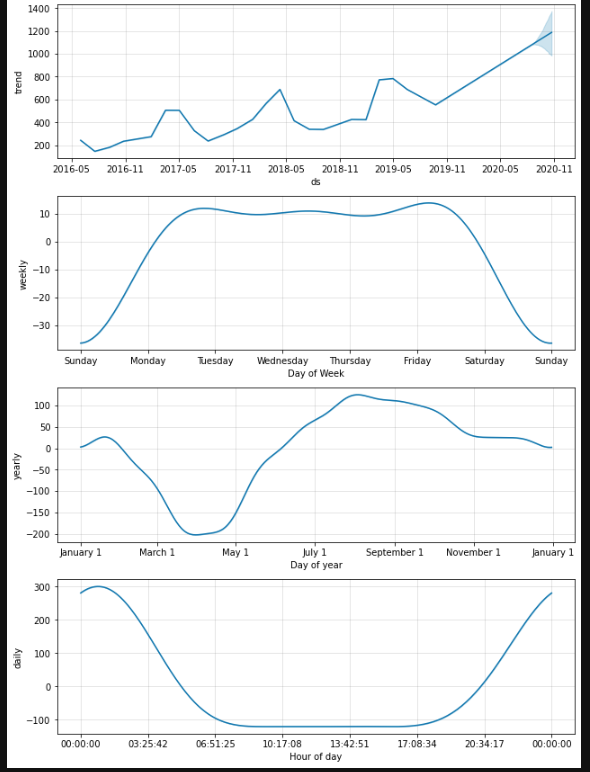 1400
1200
1000
800
600
400
200
trend
2016-05 2016-11 2017-05 2017-11 2018-05 2018-11 2019-05 2019-11 2020-05 2020-11
ds
10
0
−10
−20
−30
weekly
Sunday Monday Tuesday Wednesday Thursday Friday Saturday Sunday
Day of Week
100
50
0
−50
−100
−150
−200
yearly
January 1 March 1 May 1 July 1 September 1 November 1 January 1
Day of year
300
200
100
0
−100
daily
00:00:00 03:25:42 06:51:25 10:17:08 13:42:51 17:08:34 20:34:17 00:00:00
Hour of day